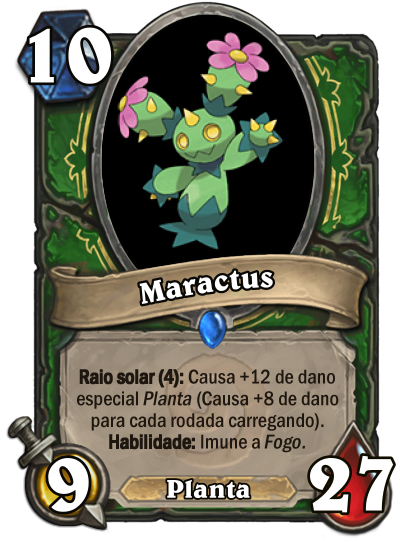 10
Maractus
Raio solar (4): Causa +12 de dano
especial Planta (Causa +8 de dano
para cada rodada carregando).
Habilidade: Imune a Fogo.
9
Planta
27